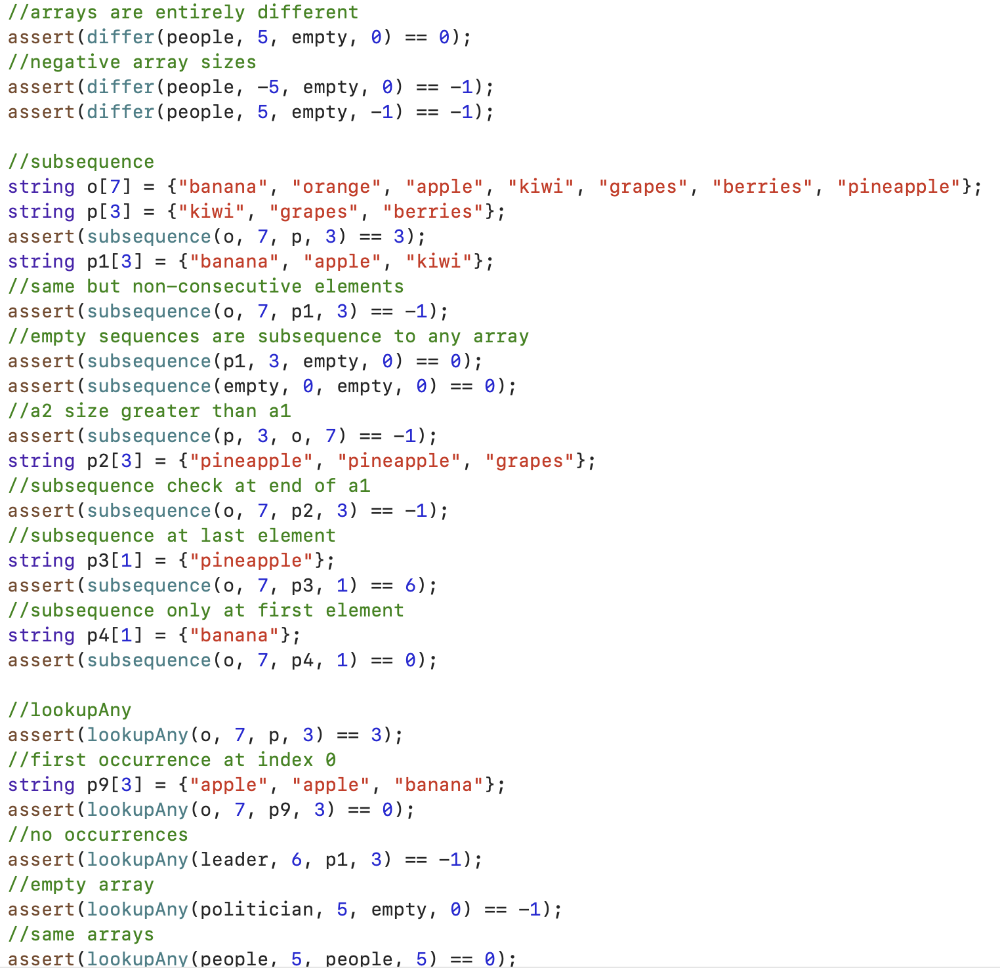 //arrays are entirely different
assert(differ(people, 5, empty, 0) == 0);
//negative array sizes
assert(differ(people, -5, empty, 0) == -1);
assert(differ(people, 5, empty, -1) == -1);
//subsequence
string o[7] = {"banana", "orange", "apple", "kiwi", "grapes", "berries", "pineapple"};
string p[3] = {"kiwi", "grapes", "berries"};
assert(subsequence(o, 7, p, 3) == 3);
string p1[3] = {"banana", "apple", "kiwi"};
//same but non-consecutive elements
assert(subsequence(o, 7, p1, 3) == -1);
//empty sequences are subsequence to any array
assert(subsequence(p1, 3, empty, 0) == 0);
assert(subsequence(empty, 0, empty, 0) == 0);
//a2 size greater than a1
assert(subsequence(p, 3, o, 7) == -1);
string p2[3] = {"pineapple", "pineapple", "grapes"};
//subsequence check at end of a1
assert(subsequence(o, 7, p2, 3) == -1);
//subsequence at last element
string p3[1] = {"pineapple"};
assert(subsequence(o, 7, p3, 1) == 6);
//subsequence only at first element
string p4[1] = {"banana"};
assert(subsequence(o, 7, p4, 1) == 0);
//lookupAny
assert(lookupAny(o, 7, p, 3) == 3);
//first occurrence at index 0
string p9[3] = {"apple", "apple", "banana"};
assert(lookupAny(o, 7, p9, 3) == 0);
//no occurrences
assert(lookupAny(leader, 6, p1, 3) == -1);
//empty array
assert(lookupAny(politician, 5, empty, 0) == -1);
//same arrays
assert(lookupAny(people, 5, people, 5) == 0);